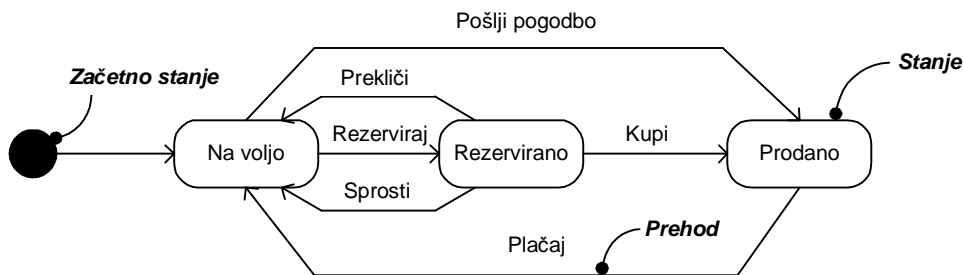 Pošlji pogodbo
Začetno stanje
Stanje
Prekliči
Na voljo
Rezerviraj
Rezervirano
Kupi
Prodano
Sprosti
Plačaj
Prehod